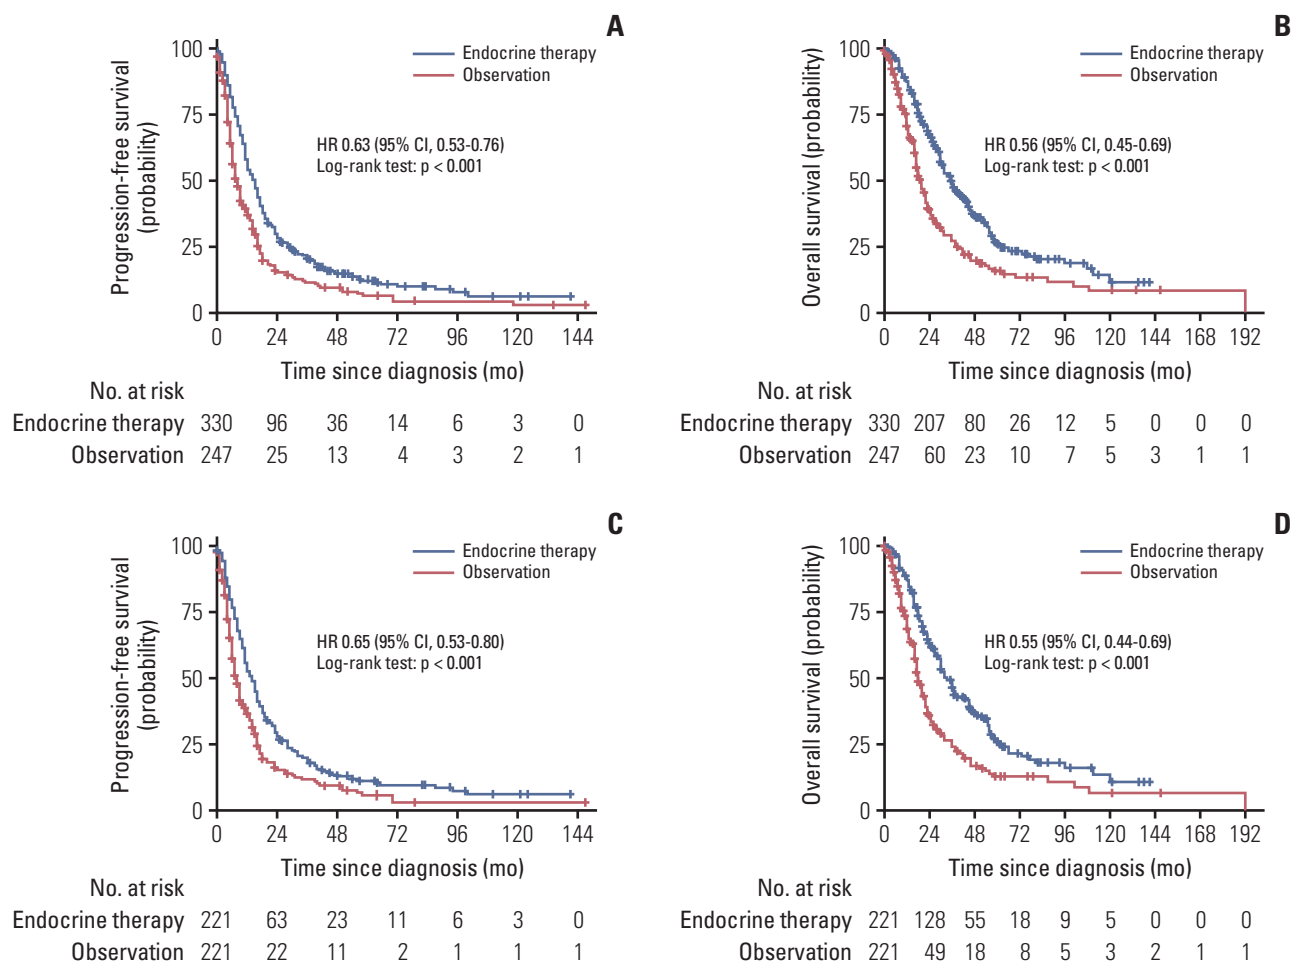 A
Progression-free survival
(probability)
100
75
50
25
0
Endocrine therapy
Observation
HR 0.63 (95% CI, 0.53-0.76)
Log-rank test: p < 0.001
0 24 48 72 96 120 144
Time since diagnosis (mo)
No. at risk
Endocrine therapy 330 96 36 14 6 3 0
Observation 247 25 13 4 3 2 1
B
Overall survival (probability)
100
75
50
25
0
Endocrine therapy
Observation
HR 0.56 (95% CI, 0.45-0.69)
Log-rank test: p < 0.001
0 24 48 72 96 120 144 168 192
Time since diagnosis (mo)
No. at risk
Endocrine therapy 330 207 80 26 12 5 0 0 0
Observation 247 60 23 10 7 5 3 1 1
C
Progression-free survival
(probability)
100
75
50
25
0
Endocrine therapy
Observation
HR 0.65 (95% CI, 0.53-0.80)
Log-rank test: p < 0.001
0 24 48 72 96 120 144
Time since diagnosis (mo)
No. at risk
Endocrine therapy 221 63 23 11 6 3 0
Observation 221 22 11 2 1 1 1
D
Overall survival (probability)
100
75
50
25
0
Endocrine therapy
Observation
HR 0.55 (95% CI, 0.44-0.69)
Log-rank test: p < 0.001
0 24 48 72 96 120 144 168 192
Time since diagnosis (mo)
No. at risk
Endocrine therapy 221 128 55 18 9 5 0 0 0
Observation 221 49 18 8 5 3 2 1 1